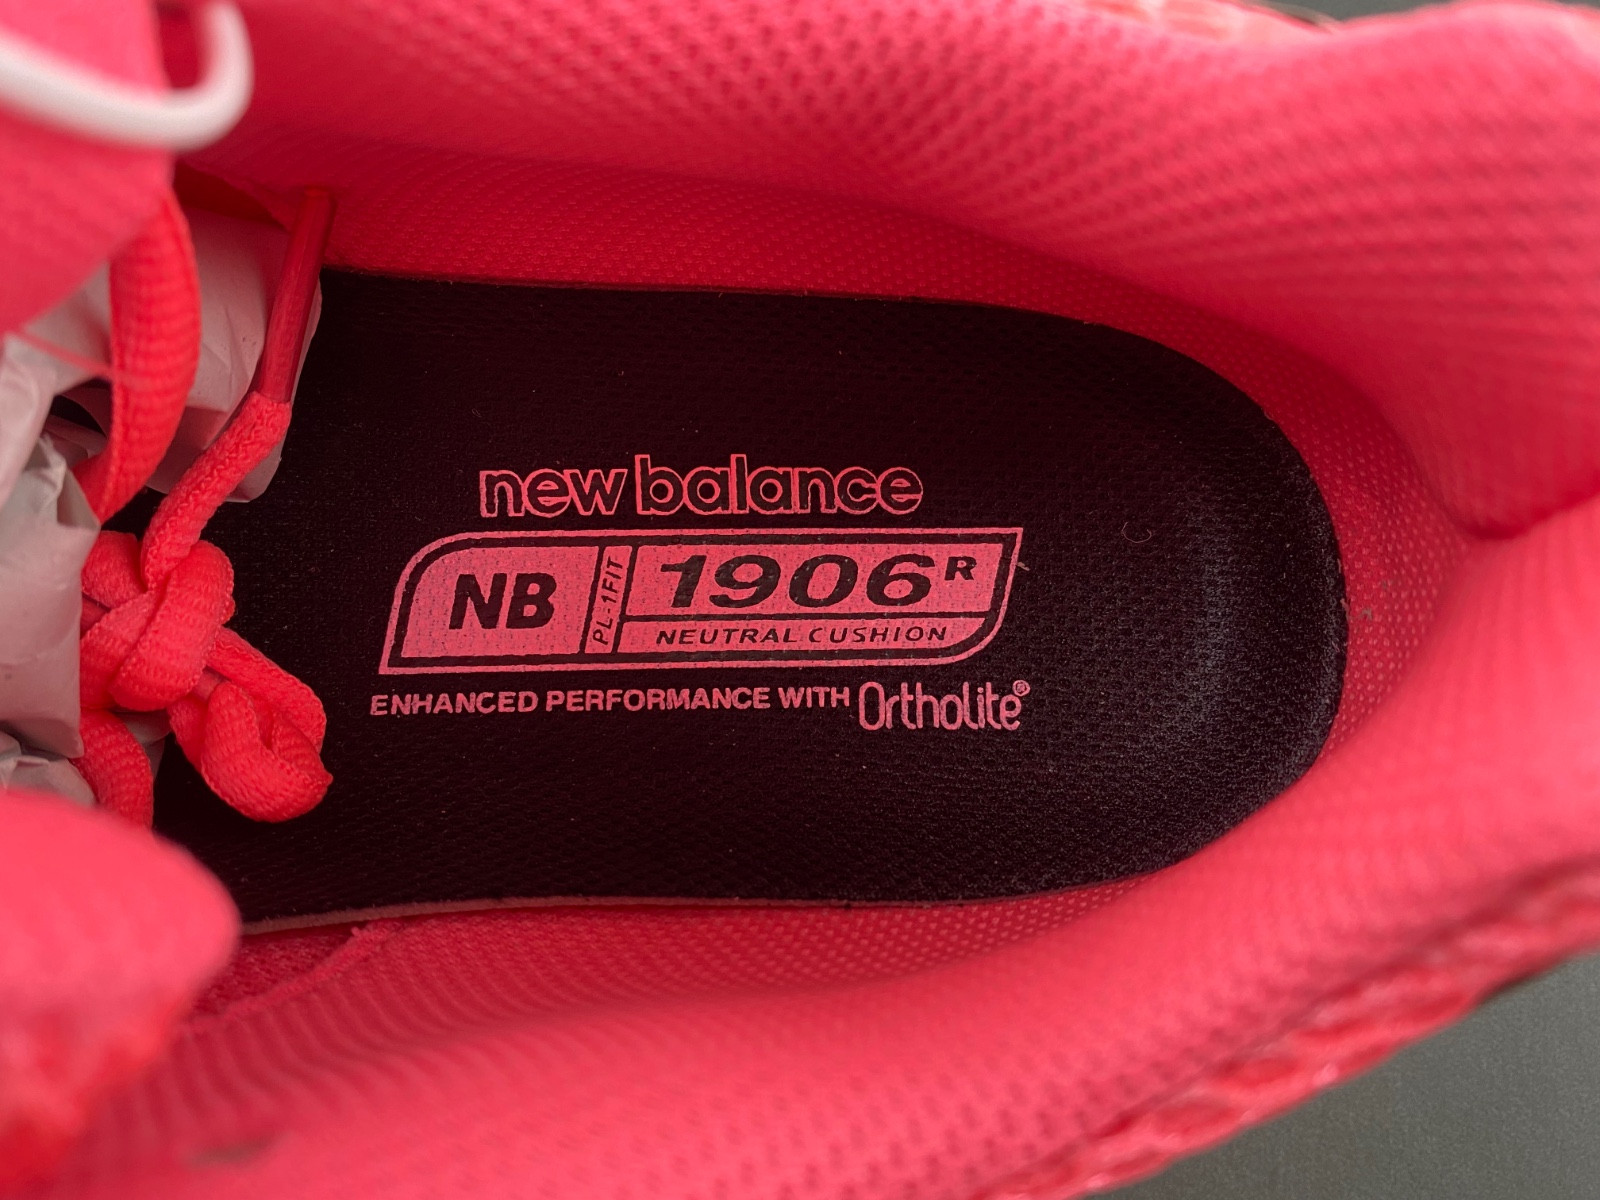 new balance
NB PL-1FIT 1906R
NEUTRAL CUSHION
ENHANCED PERFORMANCE WITH OrthoLite®